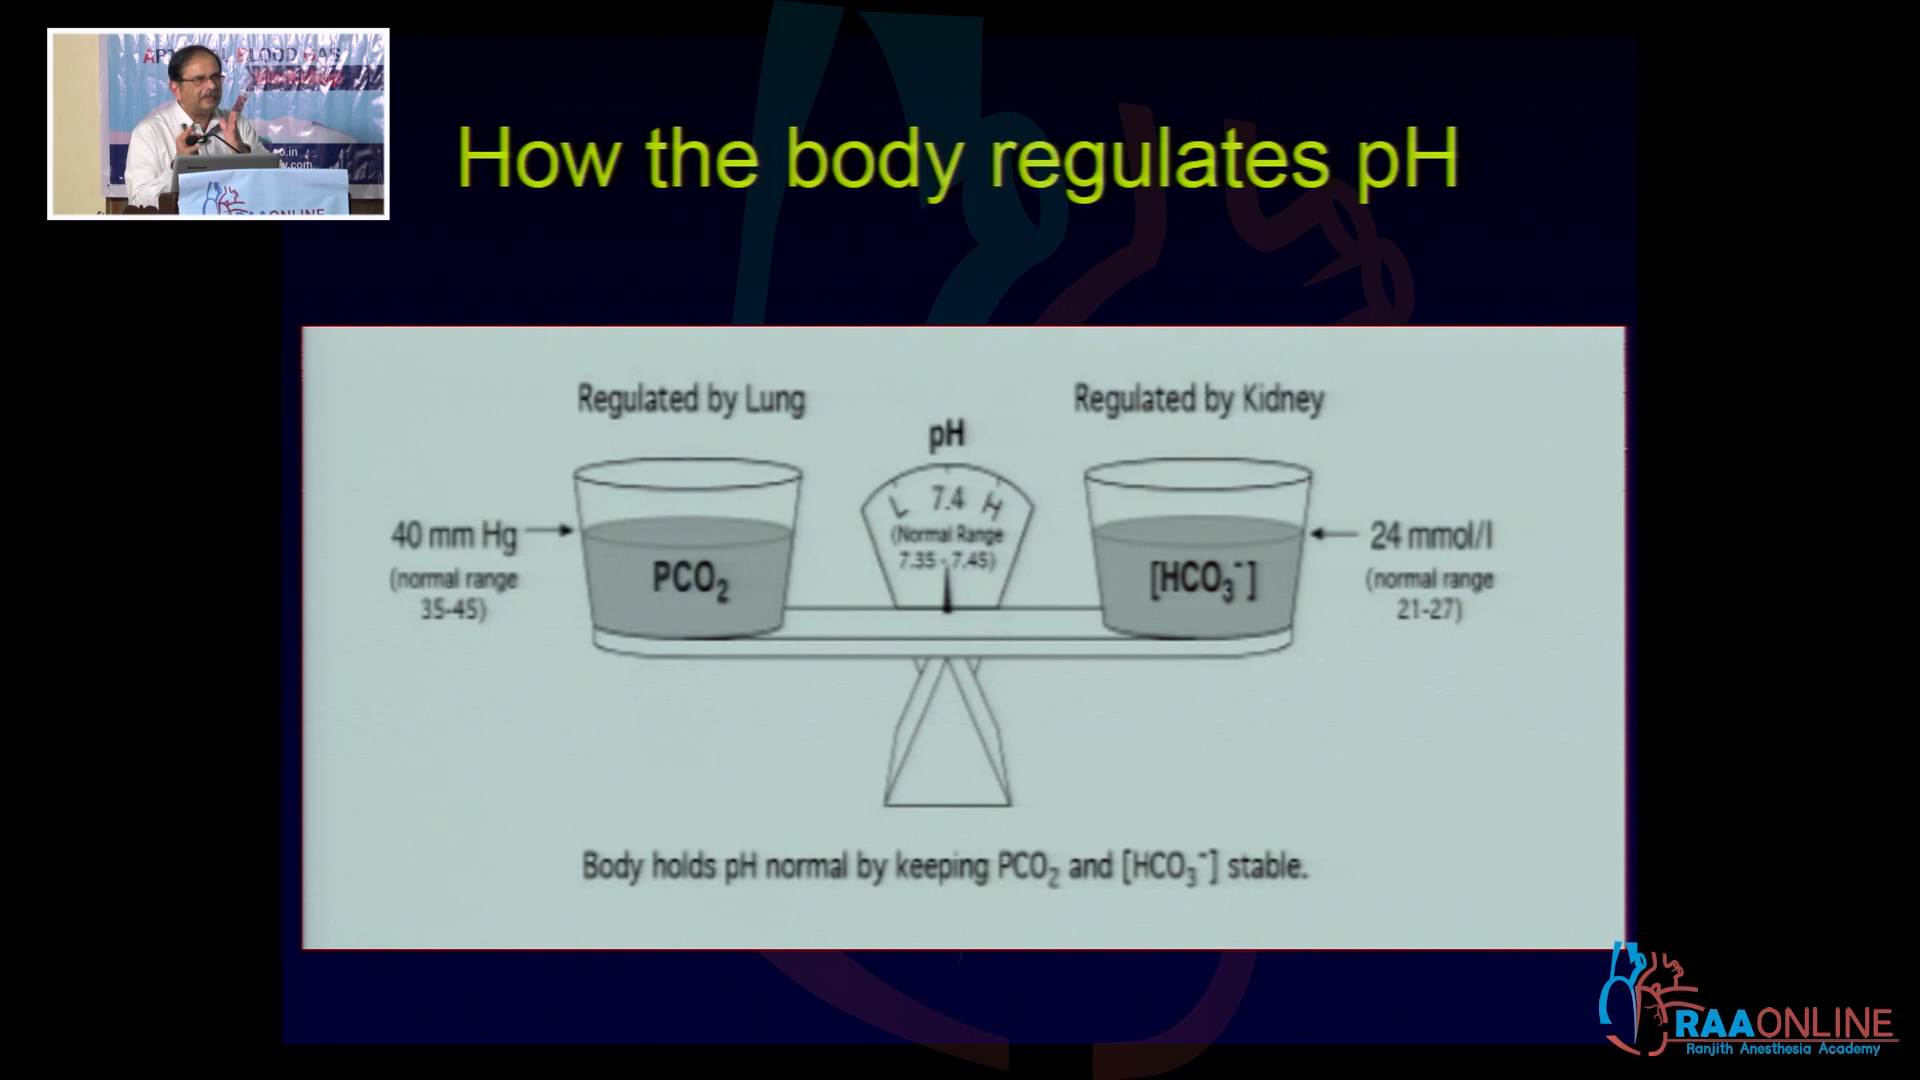 BLOOD GAS
How the body regulates pH
Regulated by Lung
pH
Regulated by Kidney
L 7.4 H
(Normal Range
7.35 - 7.45)
40 mm Hg
(normal range
35-45)
PCO₂
[HCO₃⁻]
24 mmol/l
(normal range
21-27)
Body holds pH normal by keeping PCO₂ and [HCO₃⁻] stable.
RAAONLINE
Ranjith Anesthesia Academy